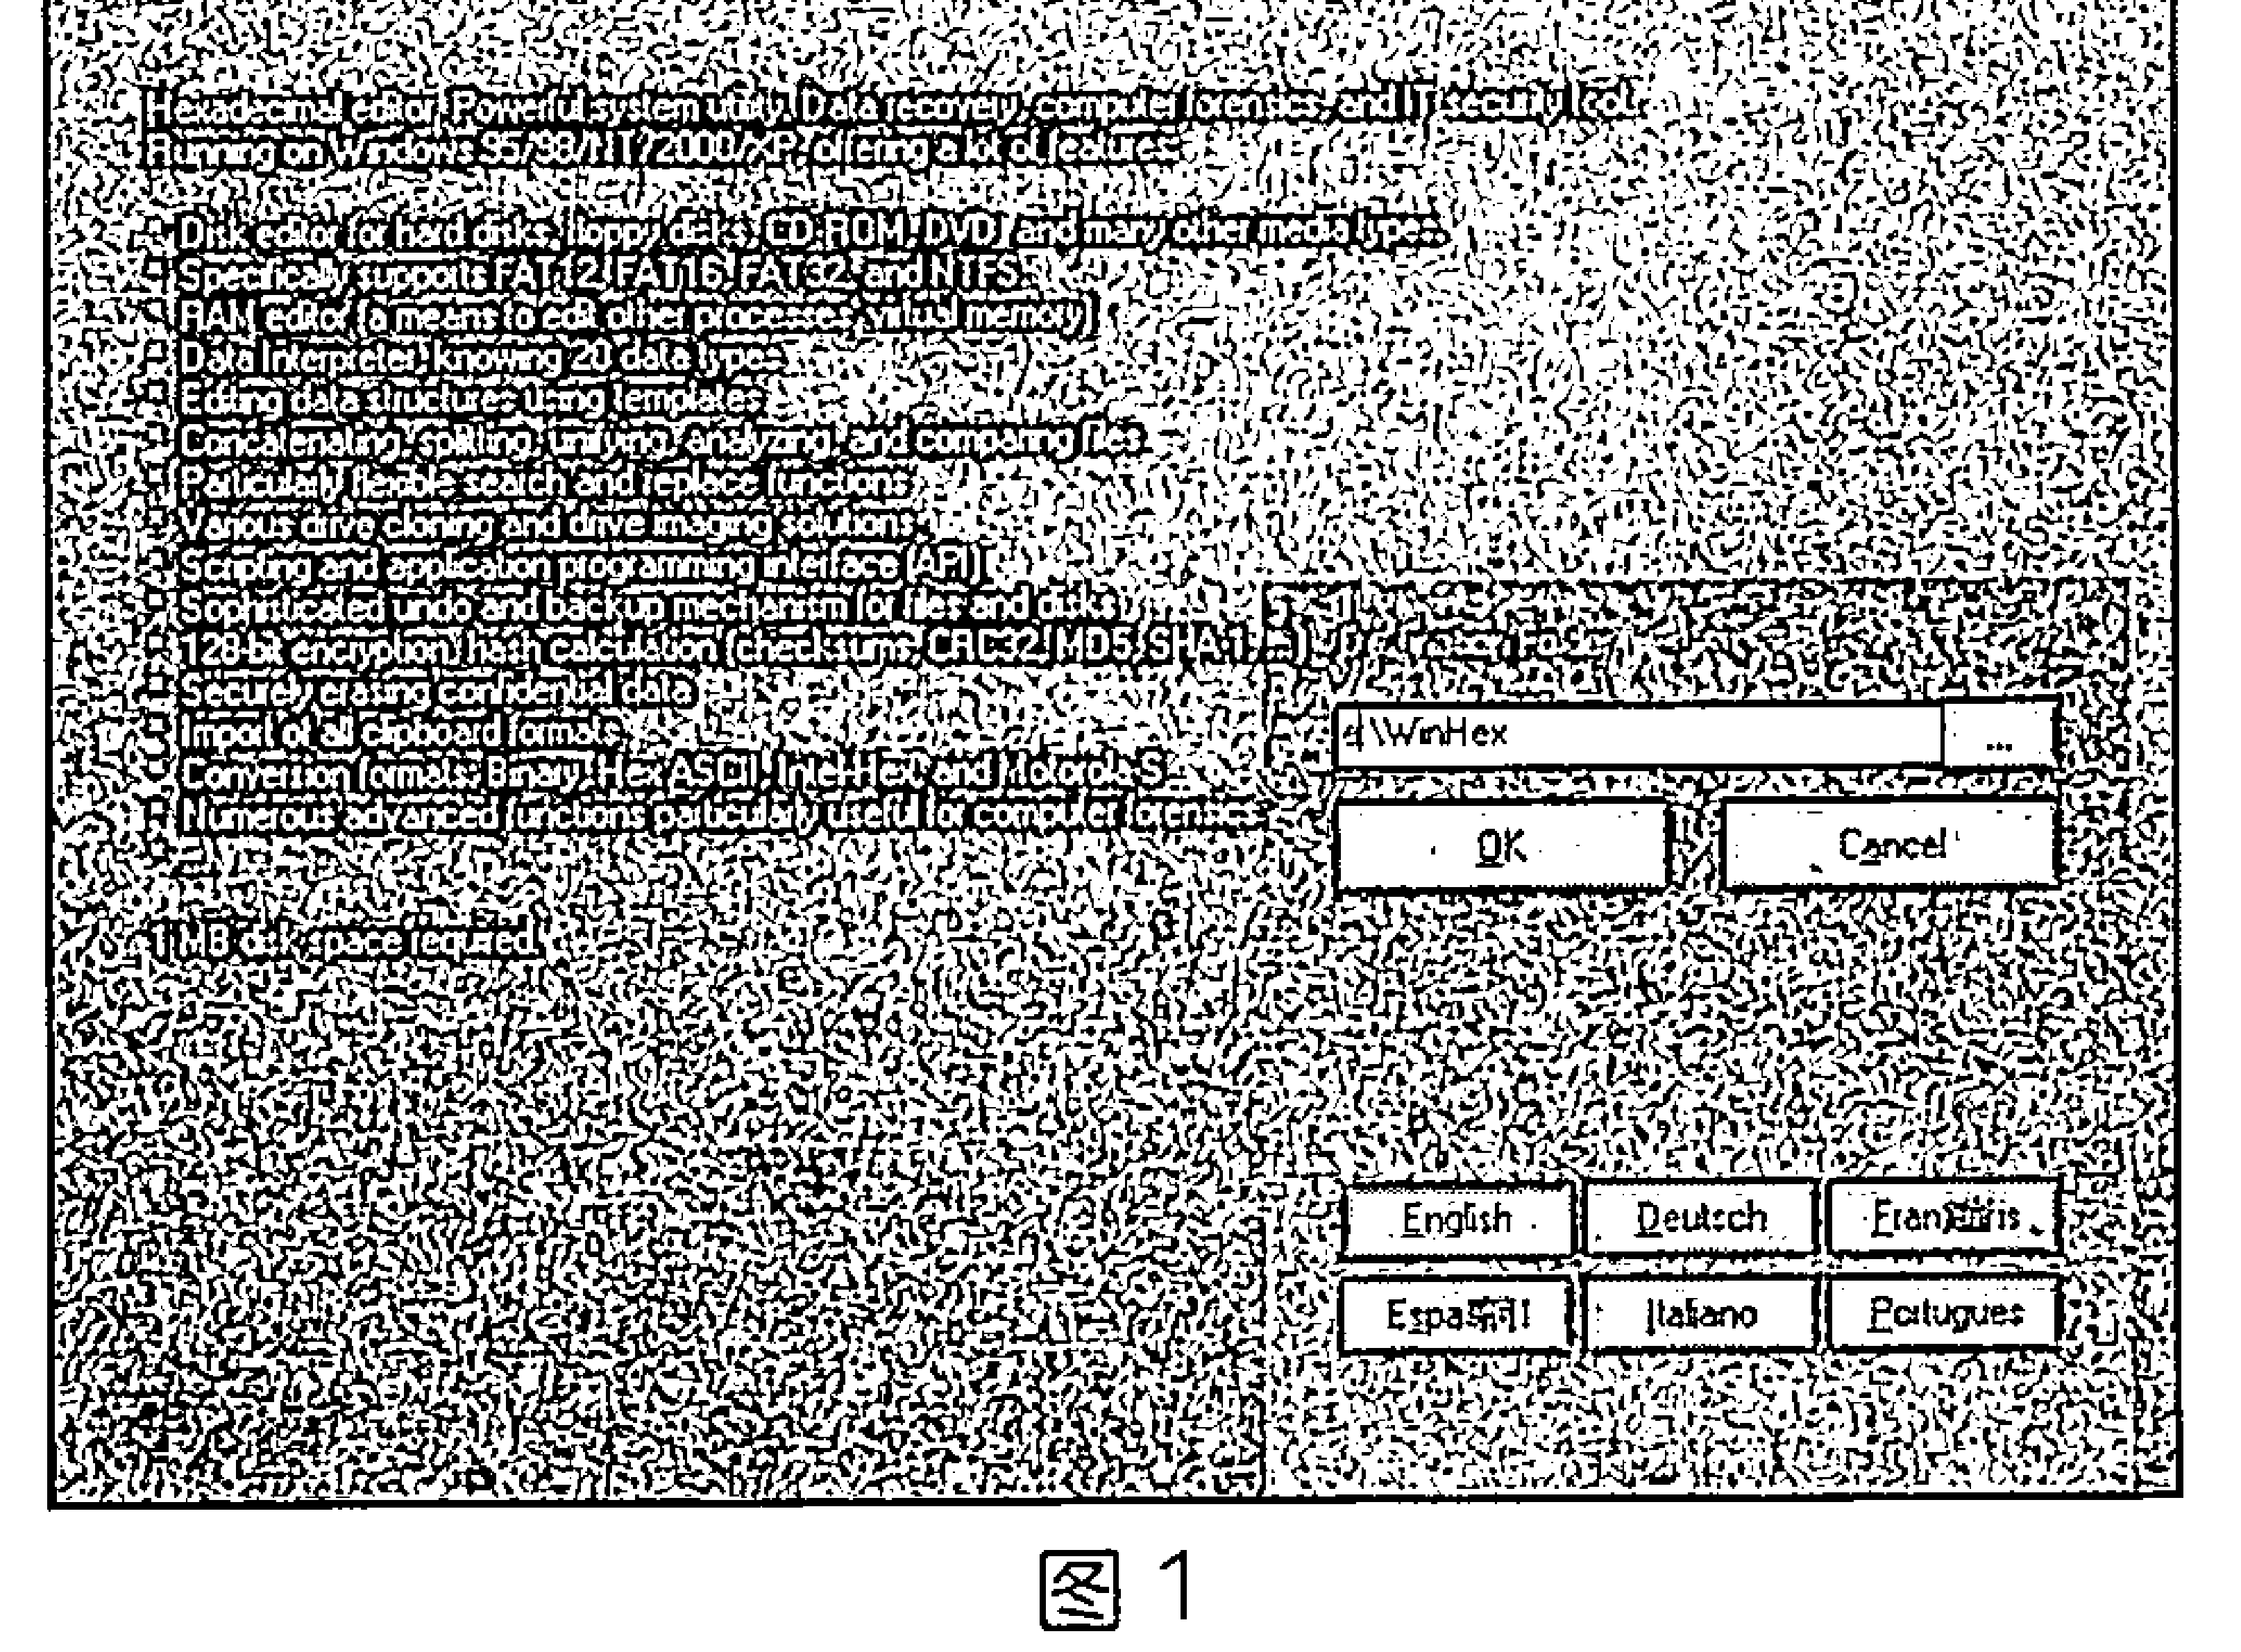 Hexadecimal editor. Powerful system utility. Data recovery, computer forensics, and IT security tool.
Running on Windows 95/98/NT/2000/XP, offering a lot of features:
Disk editor for hard disks, floppy disks, CD-ROM, DVD, and many other media types.
Specifically supports FAT12, FAT16, FAT32, and NTFS
RAM editor (a means to edit other processes' virtual memory)
Data Interpreter, knowing 20 data types
Editing data structures using templates
Concatenating, splitting, unifying, analyzing, and comparing files
Particularly flexible search and replace functions
Various drive cloning and drive imaging solutions
Scripting and application programming interface (API)
Sophisticated undo and backup mechanism for files and disks
128-bit encryption, hash calculation (checksums, CRC32, MD5, SHA-1, ...)
Securely erasing confidential data
Import of all clipboard formats
Conversion formats: Binary, Hex ASCII, Intel-Hex, and Motorola S
Numerous advanced functions particularly useful for computer forensics
1 MB disk space required.
Folder
\WinHex ...
OK Cancel
English Deutsch
Italiano Portugues
图 1